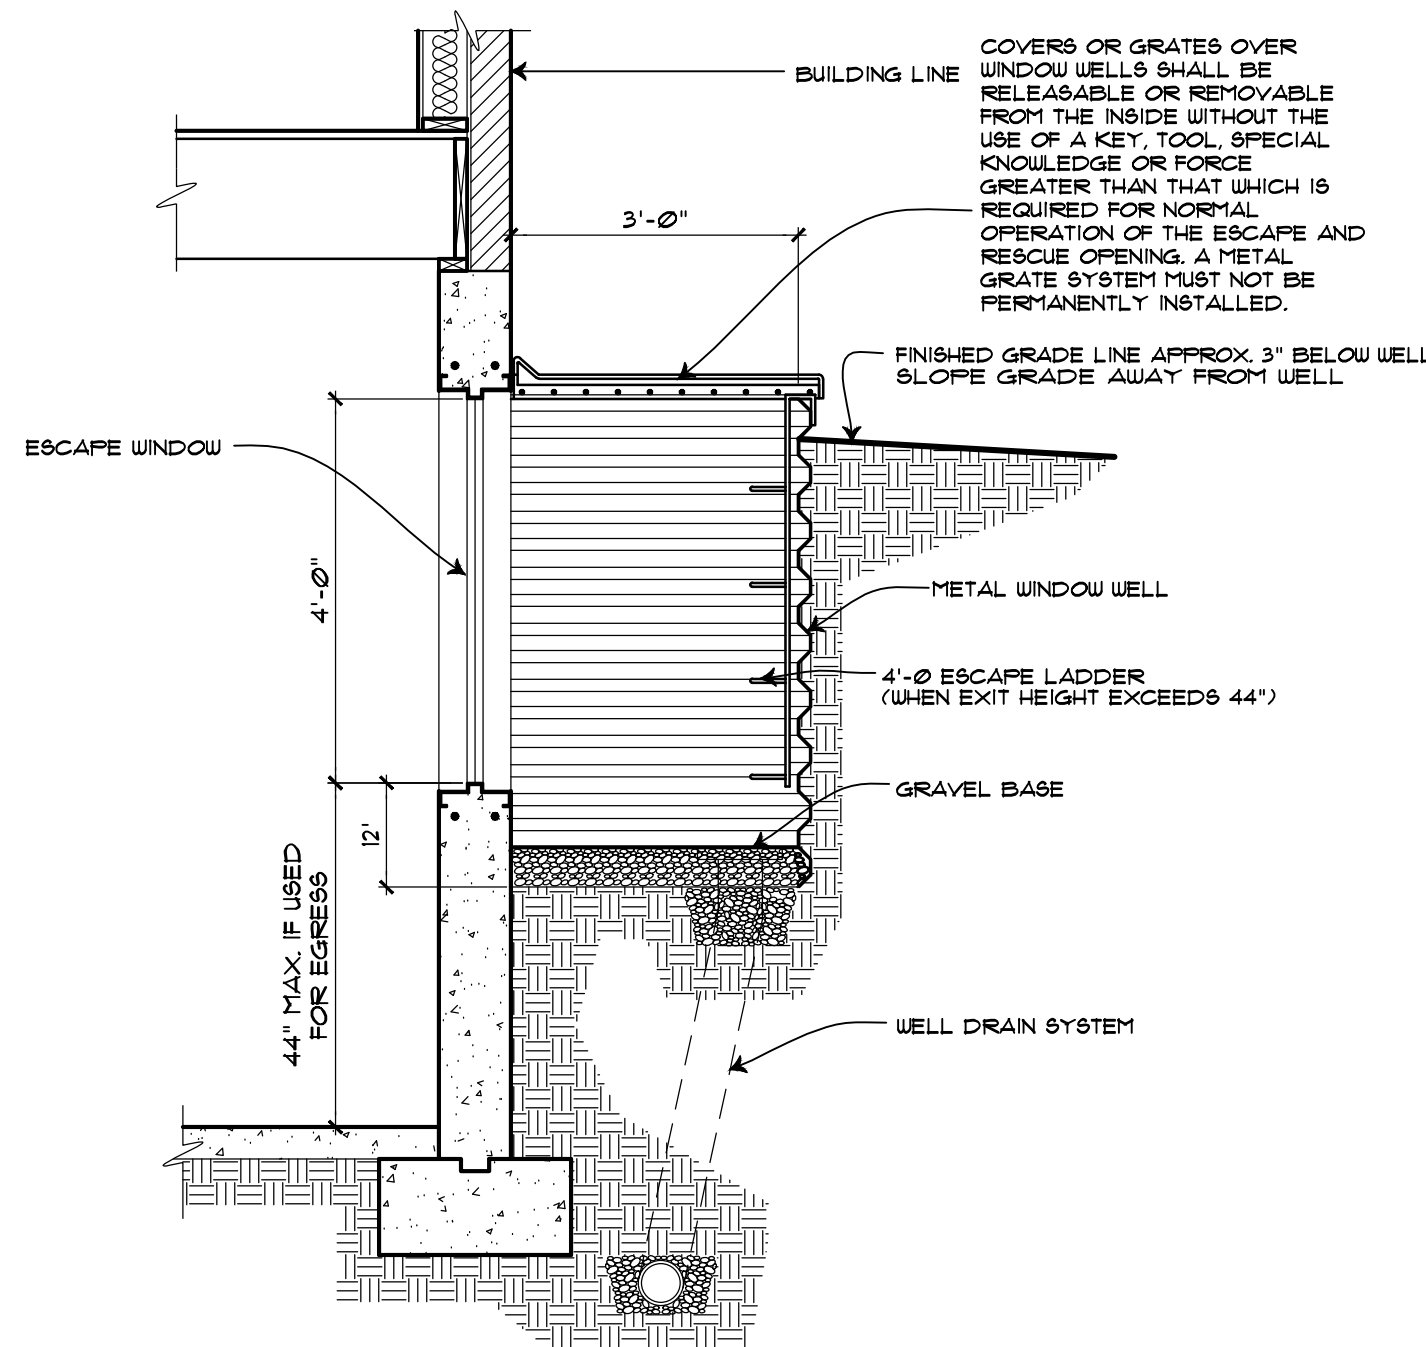 BUILDING LINE
COVERS OR GRATES OVER
WINDOW WELLS SHALL BE
RELEASABLE OR REMOVABLE
FROM THE INSIDE WITHOUT THE
USE OF A KEY, TOOL, SPECIAL
KNOWLEDGE OR FORCE
GREATER THAN THAT WHICH IS
REQUIRED FOR NORMAL
OPERATION OF THE ESCAPE AND
RESCUE OPENING. A METAL
GRATE SYSTEM MUST NOT BE
PERMANENTLY INSTALLED.
3'-0"
FINISHED GRADE LINE APPROX. 3" BELOW WELL
SLOPE GRADE AWAY FROM WELL
ESCAPE WINDOW
4'-0"
METAL WINDOW WELL
4'-0 ESCAPE LADDER
(WHEN EXIT HEIGHT EXCEEDS 44")
GRAVEL BASE
12'
44" MAX. IF USED
FOR EGRESS
WELL DRAIN SYSTEM